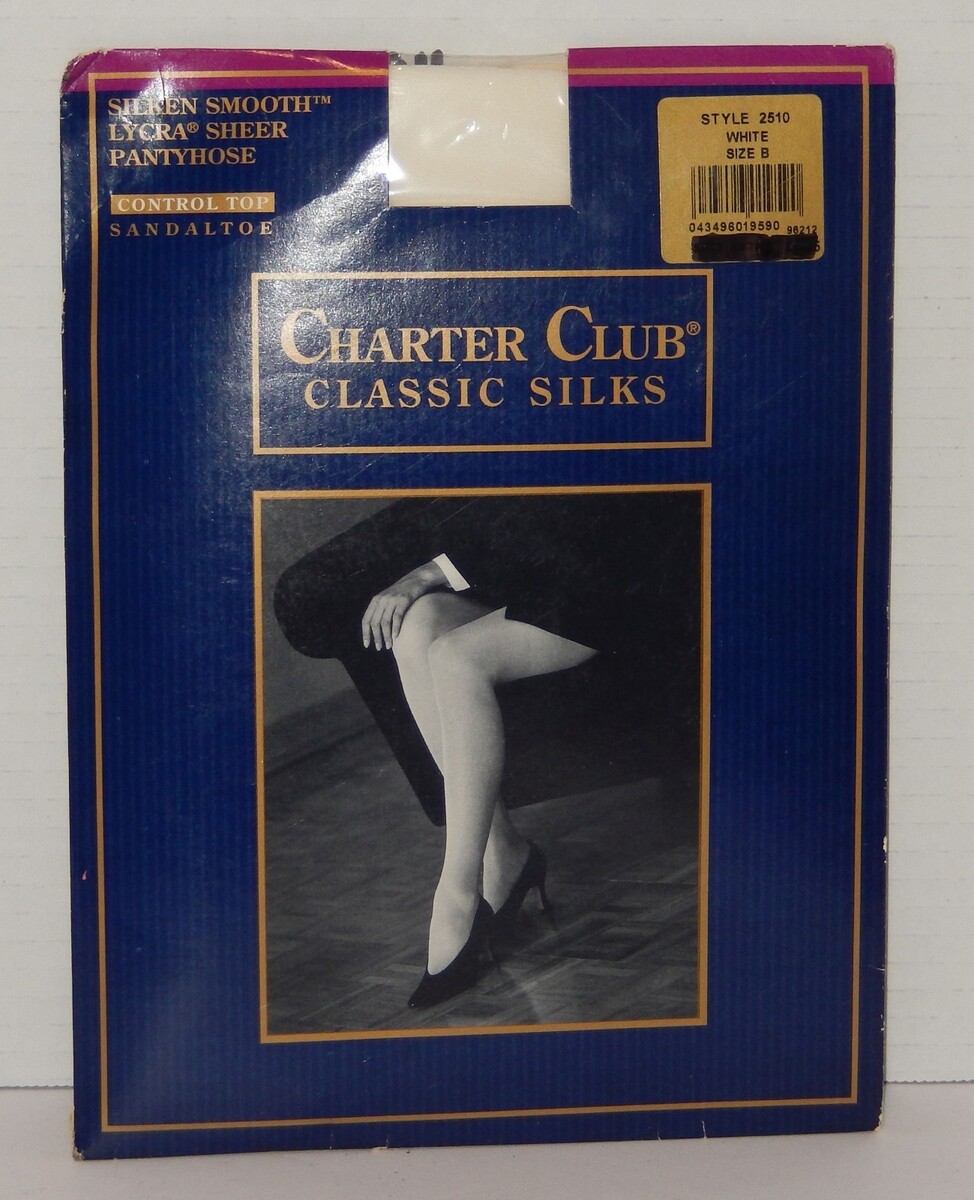 SILKEN SMOOTH™
LYCRA® SHEER
PANTYHOSE
CONTROL TOP
SANDALTOE
STYLE 2510
WHITE
SIZE B
043496019590 96212
CHARTER CLUB®
CLASSIC SILKS